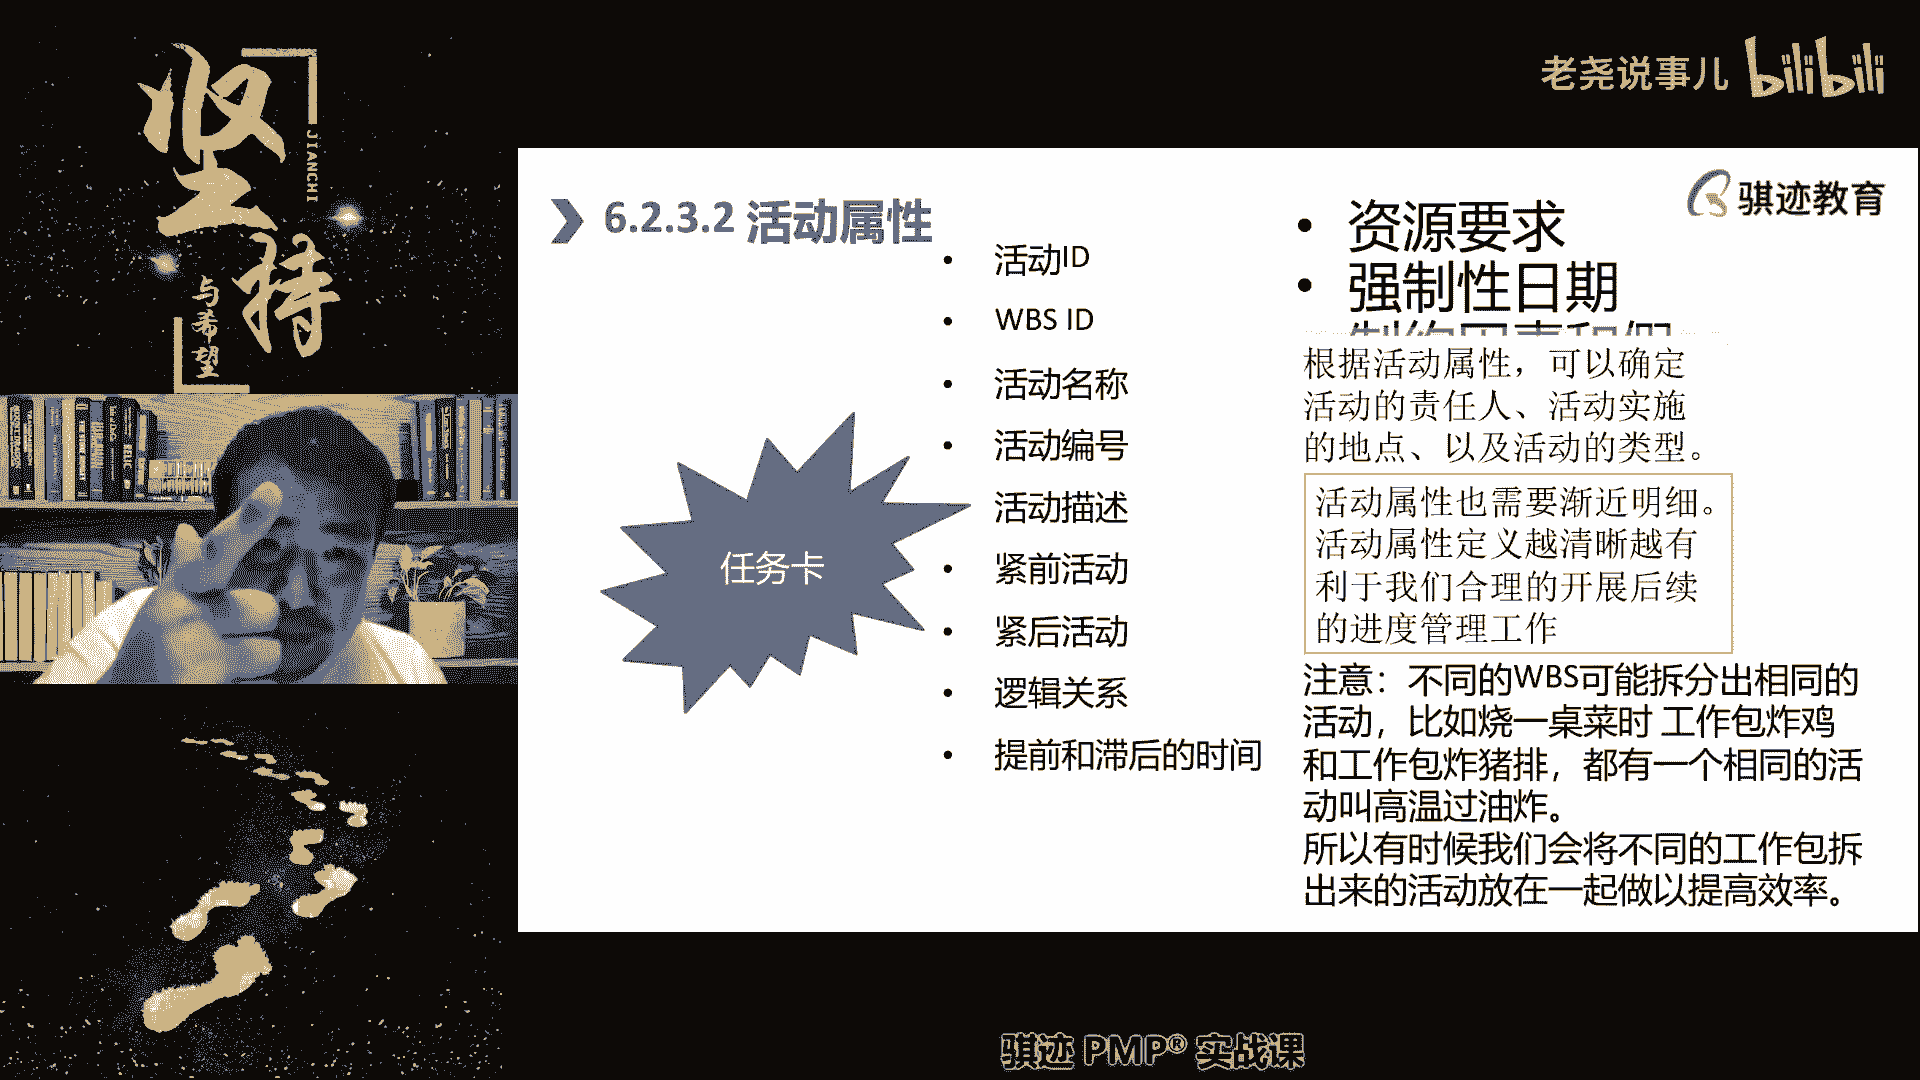 坚持
JIANCHI
与希望
老尧说事儿 bilibili
骐迹教育
6.2.3.2 活动属性
• 活动ID
• WBS ID
• 活动名称
• 活动编号
• 活动描述
• 紧前活动
• 紧后活动
• 逻辑关系
• 提前和滞后的时间
任务卡
• 资源要求
• 强制性日期
根据活动属性，可以确定
活动的责任人、活动实施
的地点、以及活动的类型。
活动属性也需要渐近明细。
活动属性定义越清晰越有
利于我们合理的开展后续
的进度管理工作
注意：不同的WBS可能拆分出相同的
活动，比如烧一桌菜时 工作包炸鸡
和工作包炸猪排，都有一个相同的活
动叫高温过油炸。
所以有时候我们会将不同的工作包拆
出来的活动放在一起做以提高效率。
骐迹 PMP® 实战课